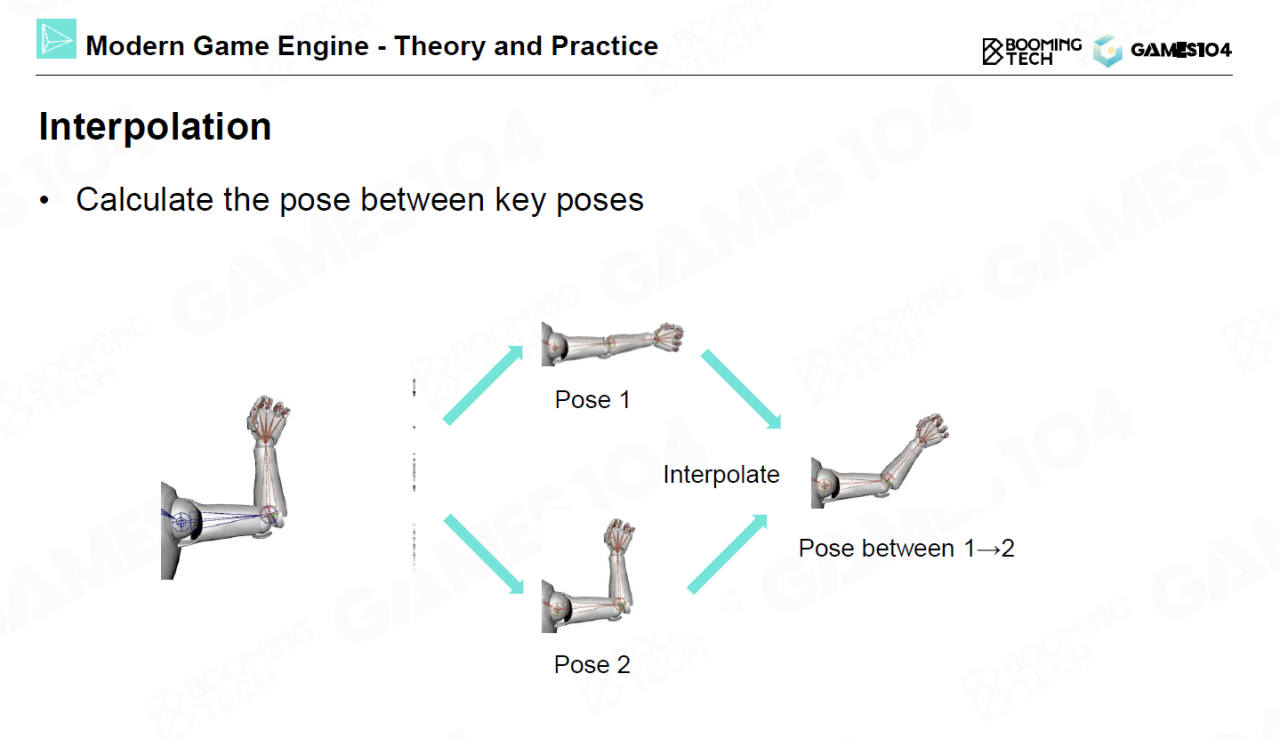 Modern Game Engine - Theory and Practice
BOOMING
TECH
GAMES104
Interpolation
• Calculate the pose between key poses
Pose 1
Interpolate
Pose between 1→2
Pose 2